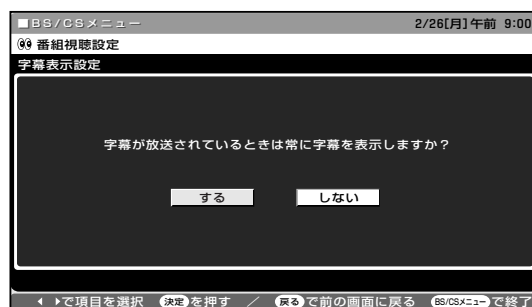 ■BS/CSメニュー 2/26[月]午前 9:00
番組視聴設定
字幕表示設定
字幕が放送されているときは常に字幕を表示しますか？
する しない
で項目を選択 決定を押す ／ 戻るで前の画面に戻る BS/CSメニューで終了